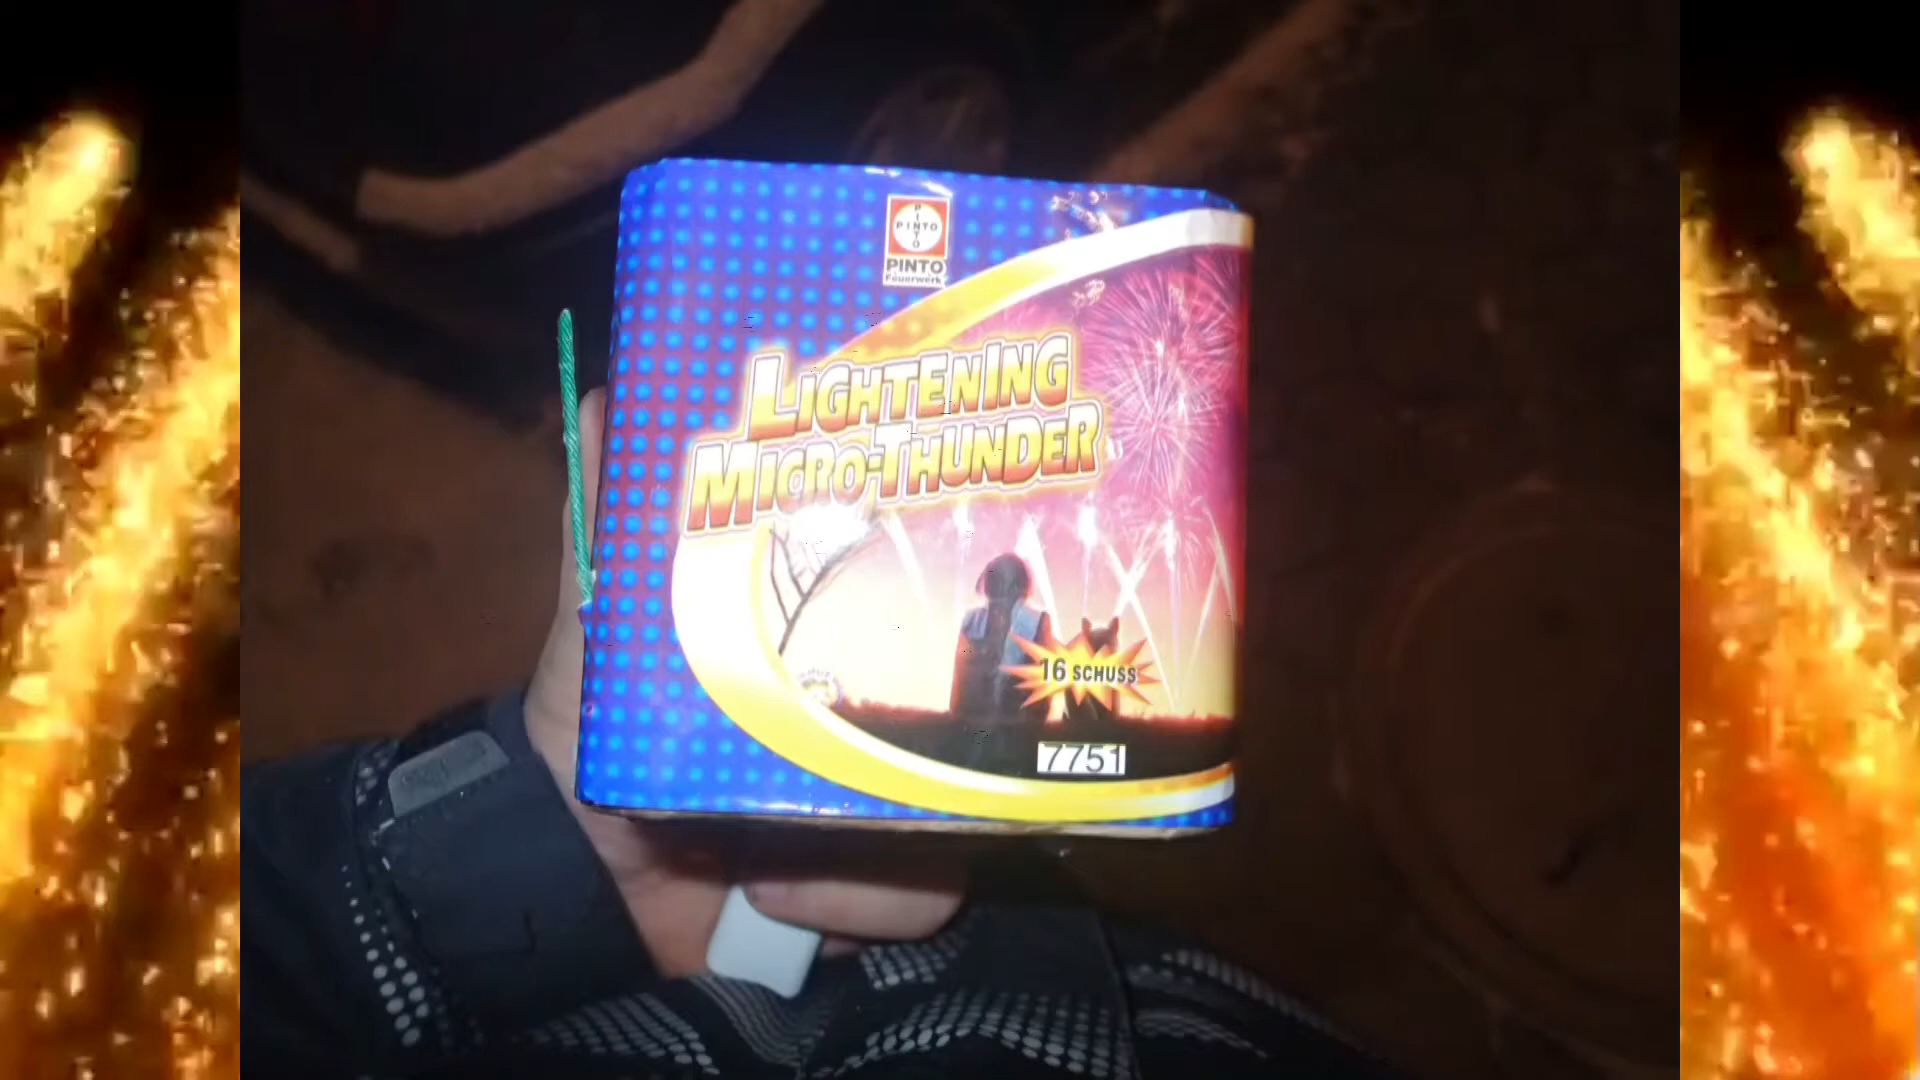 PINTO
PINTO
PINTO
Feuerwerk
LIGHTENING
MICRO-THUNDER
16 SCHUSS
7751